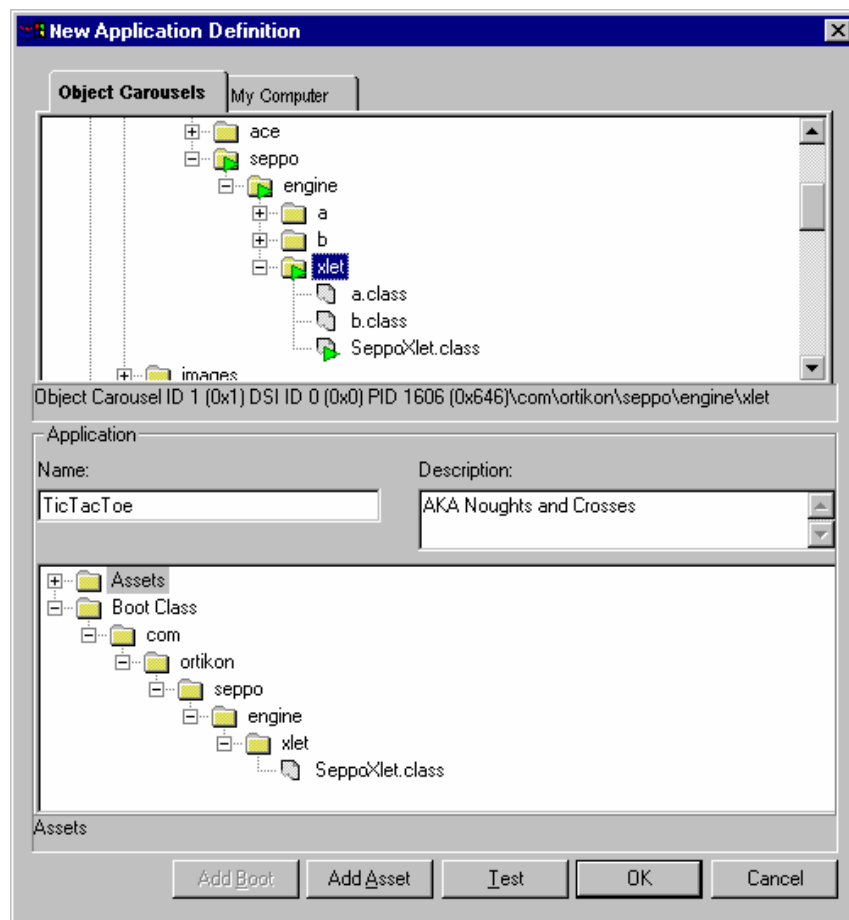 New Application Definition
Object Carousels
My Computer
ace
seppo
engine
a
b
xlet
a.class
b.class
SeppoXlet.class
images
Object Carousel ID 1 (0x1) DSI ID 0 (0x0) PID 1606 (0x646)\com\ortikon\seppo\engine\xlet
Application
Name:
Description:
TicTacToe
AKA Noughts and Crosses
Assets
Boot Class
com
ortikon
seppo
engine
xlet
SeppoXlet.class
Assets
Add Boot
Add Asset
Test
OK
Cancel